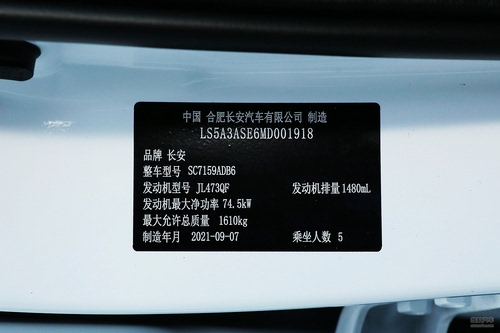 中国 合肥长安汽车有限公司 制造
LS5A3ASE6MD001918
品牌 长安
整车型号 SC7159ADB6
发动机型号 JL473QF 发动机排量 1480mL
发动机最大净功率 74.5kW
最大允许总质量 1610kg
制造年月 2021-09-07 乘坐人数 5